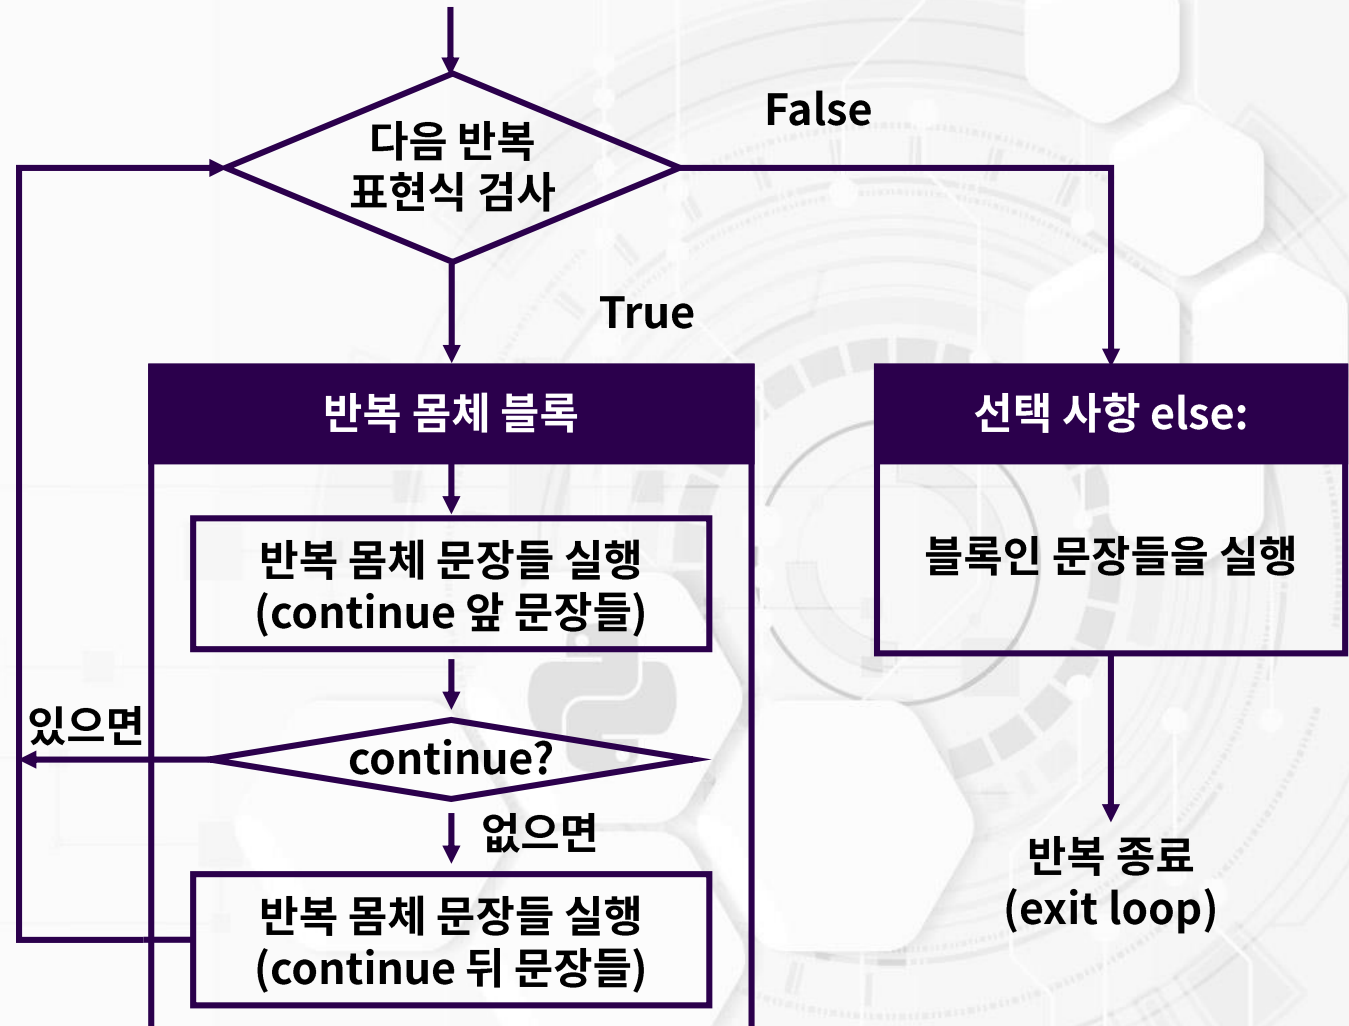 다음 반복
표현식 검사
False
True
반복 몸체 블록
선택 사항 else:
반복 몸체 문장들 실행
(continue 앞 문장들)
블록인 문장들을 실행
있으면
continue?
없으면
반복 종료
(exit loop)
반복 몸체 문장들 실행
(continue 뒤 문장들)